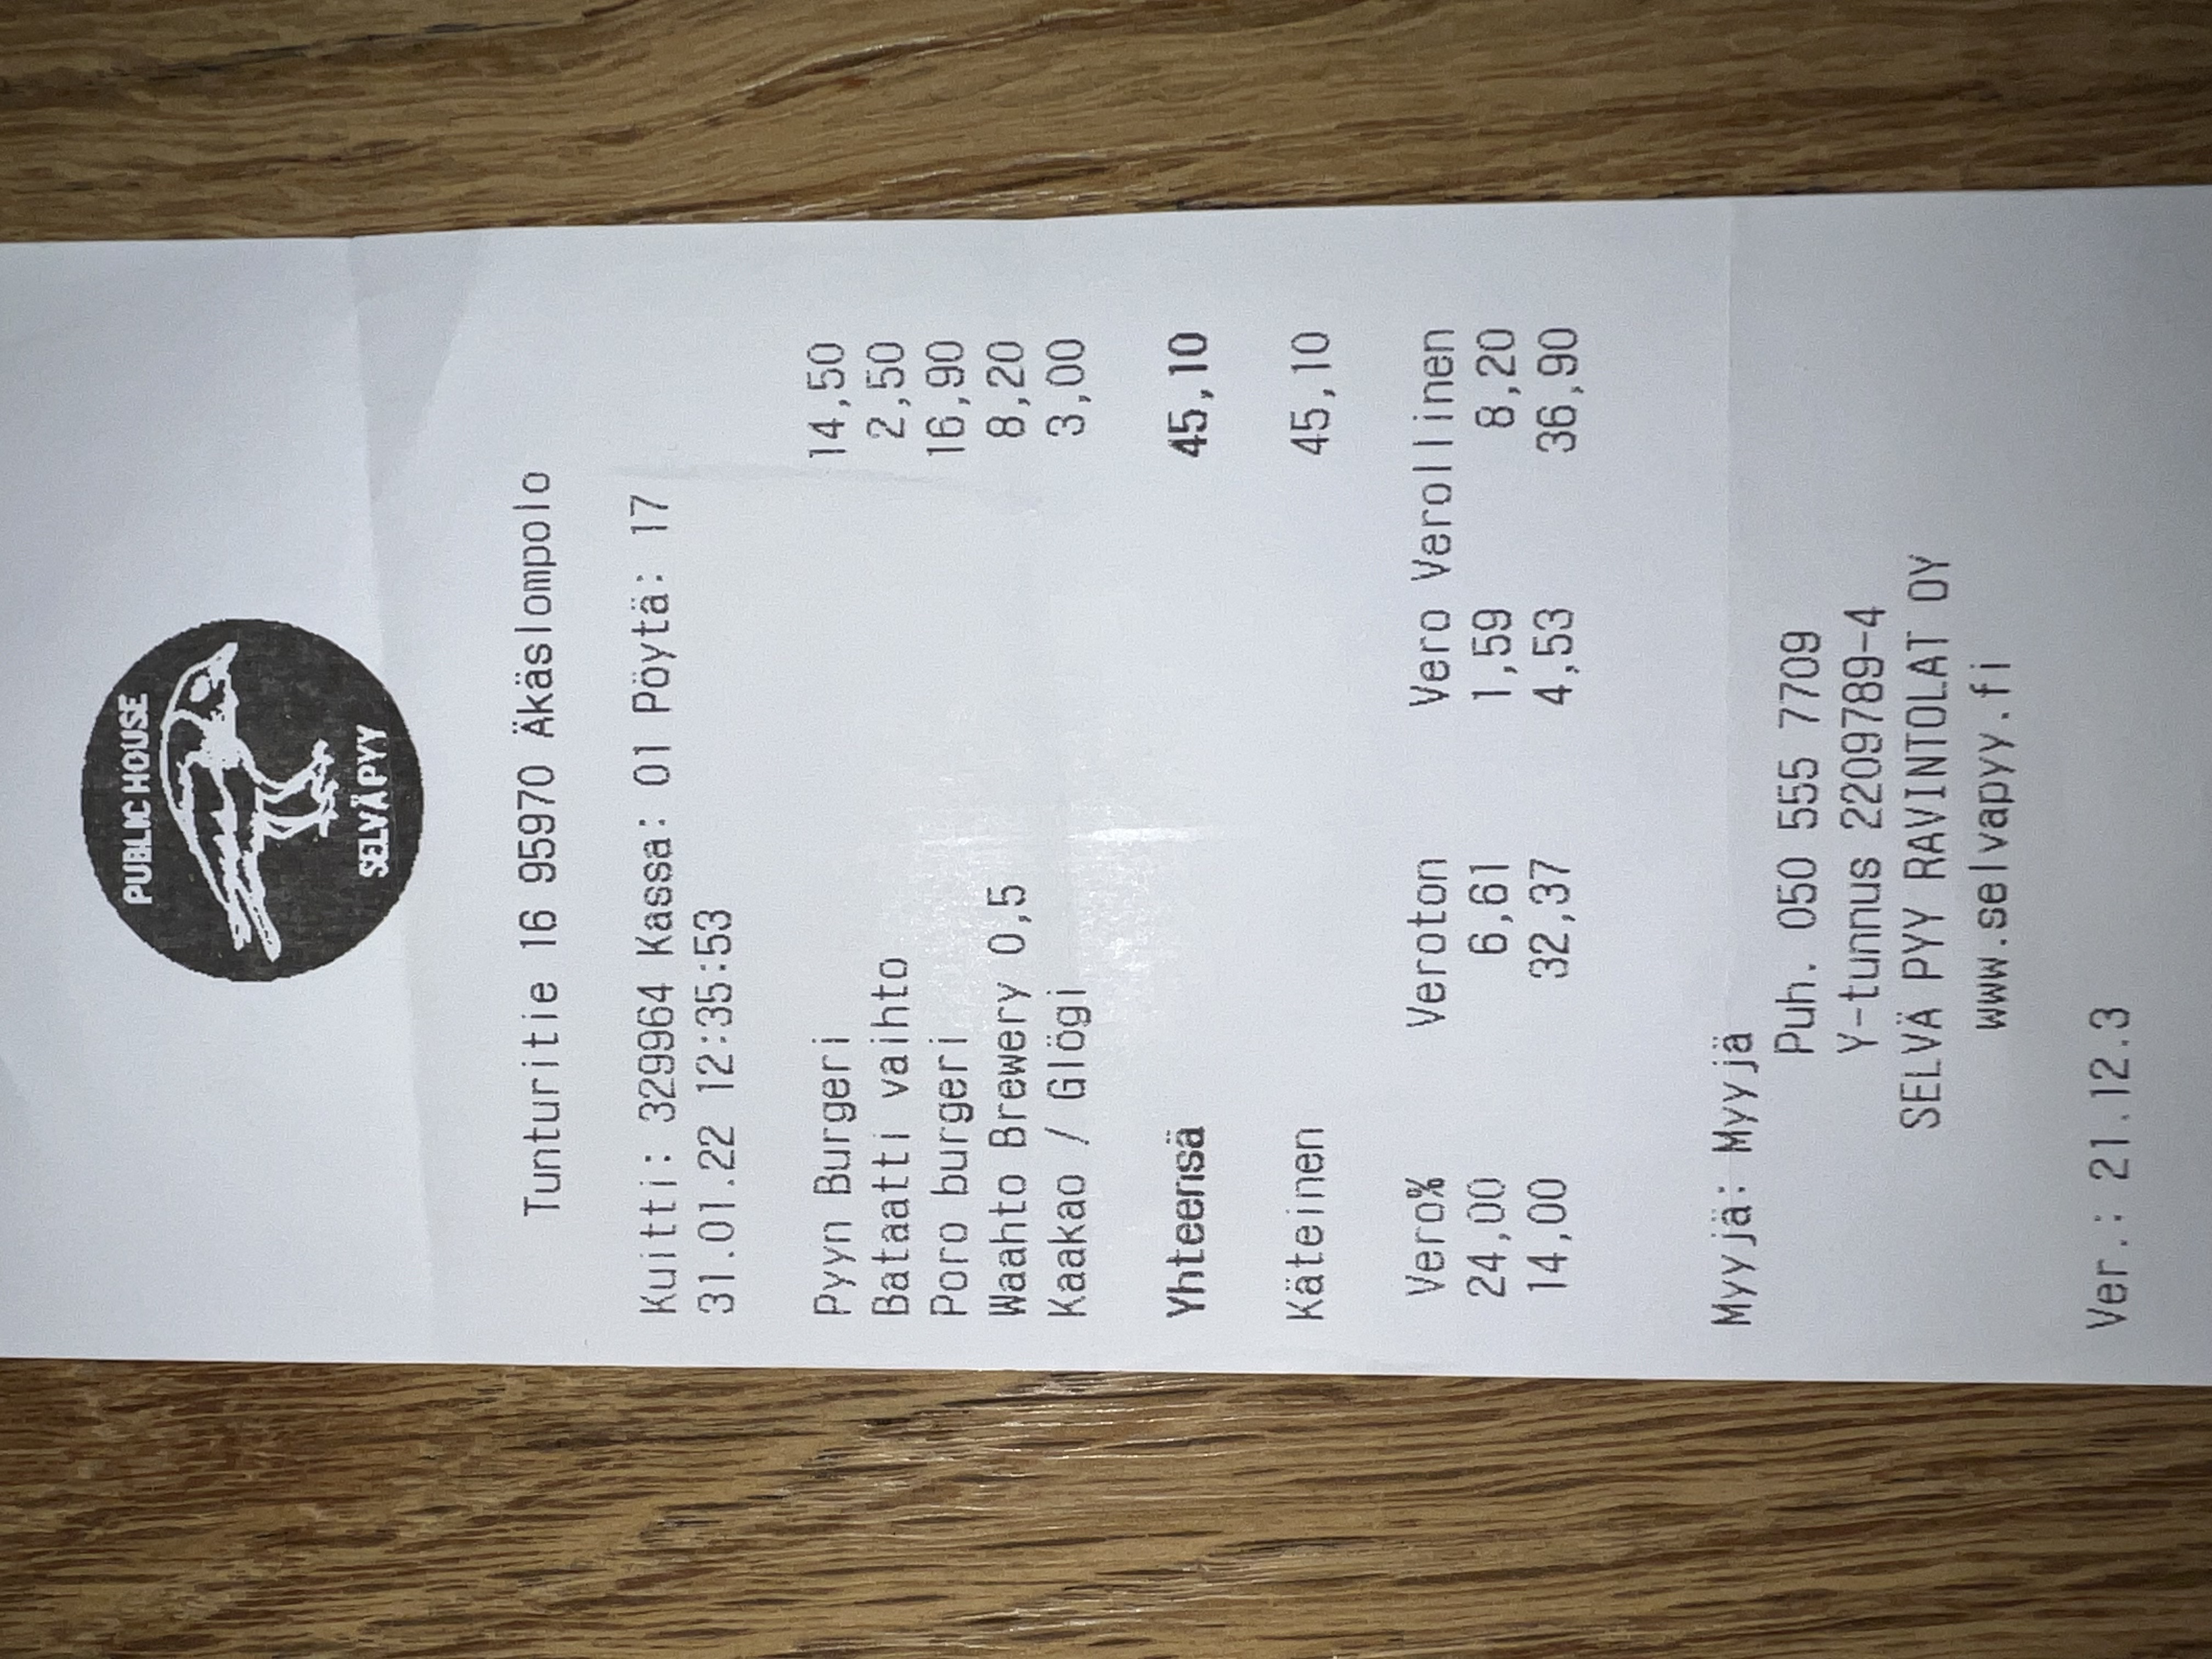 PUBLIC HOUSE
SELVÄ PYY
Tunturitie 16 95970 Äkäslompolo
Kuitti: 329964 Kassa: 01 Pöytä: 17
31.01.22 12:35:53
Pyyn Burgeri 14,50
Bataatti vaihto 2,50
Poro burgeri 16,90
Waahto Brewery 0,5 8,20
Kaakao / Glögi 3,00
Yhteensä 45,10
Käteinen 45,10
Vero% Veroton Vero Verollinen
24,00 6,61 1,59 8,20
14,00 32,37 4,53 36,90
Myyjä: Myyjä
Puh. 050 555 7709
Y-tunnus 2209789-4
SELVÄ PYY RAVINTOLAT OY
www.selvapyy.fi
Ver.: 21.12.3